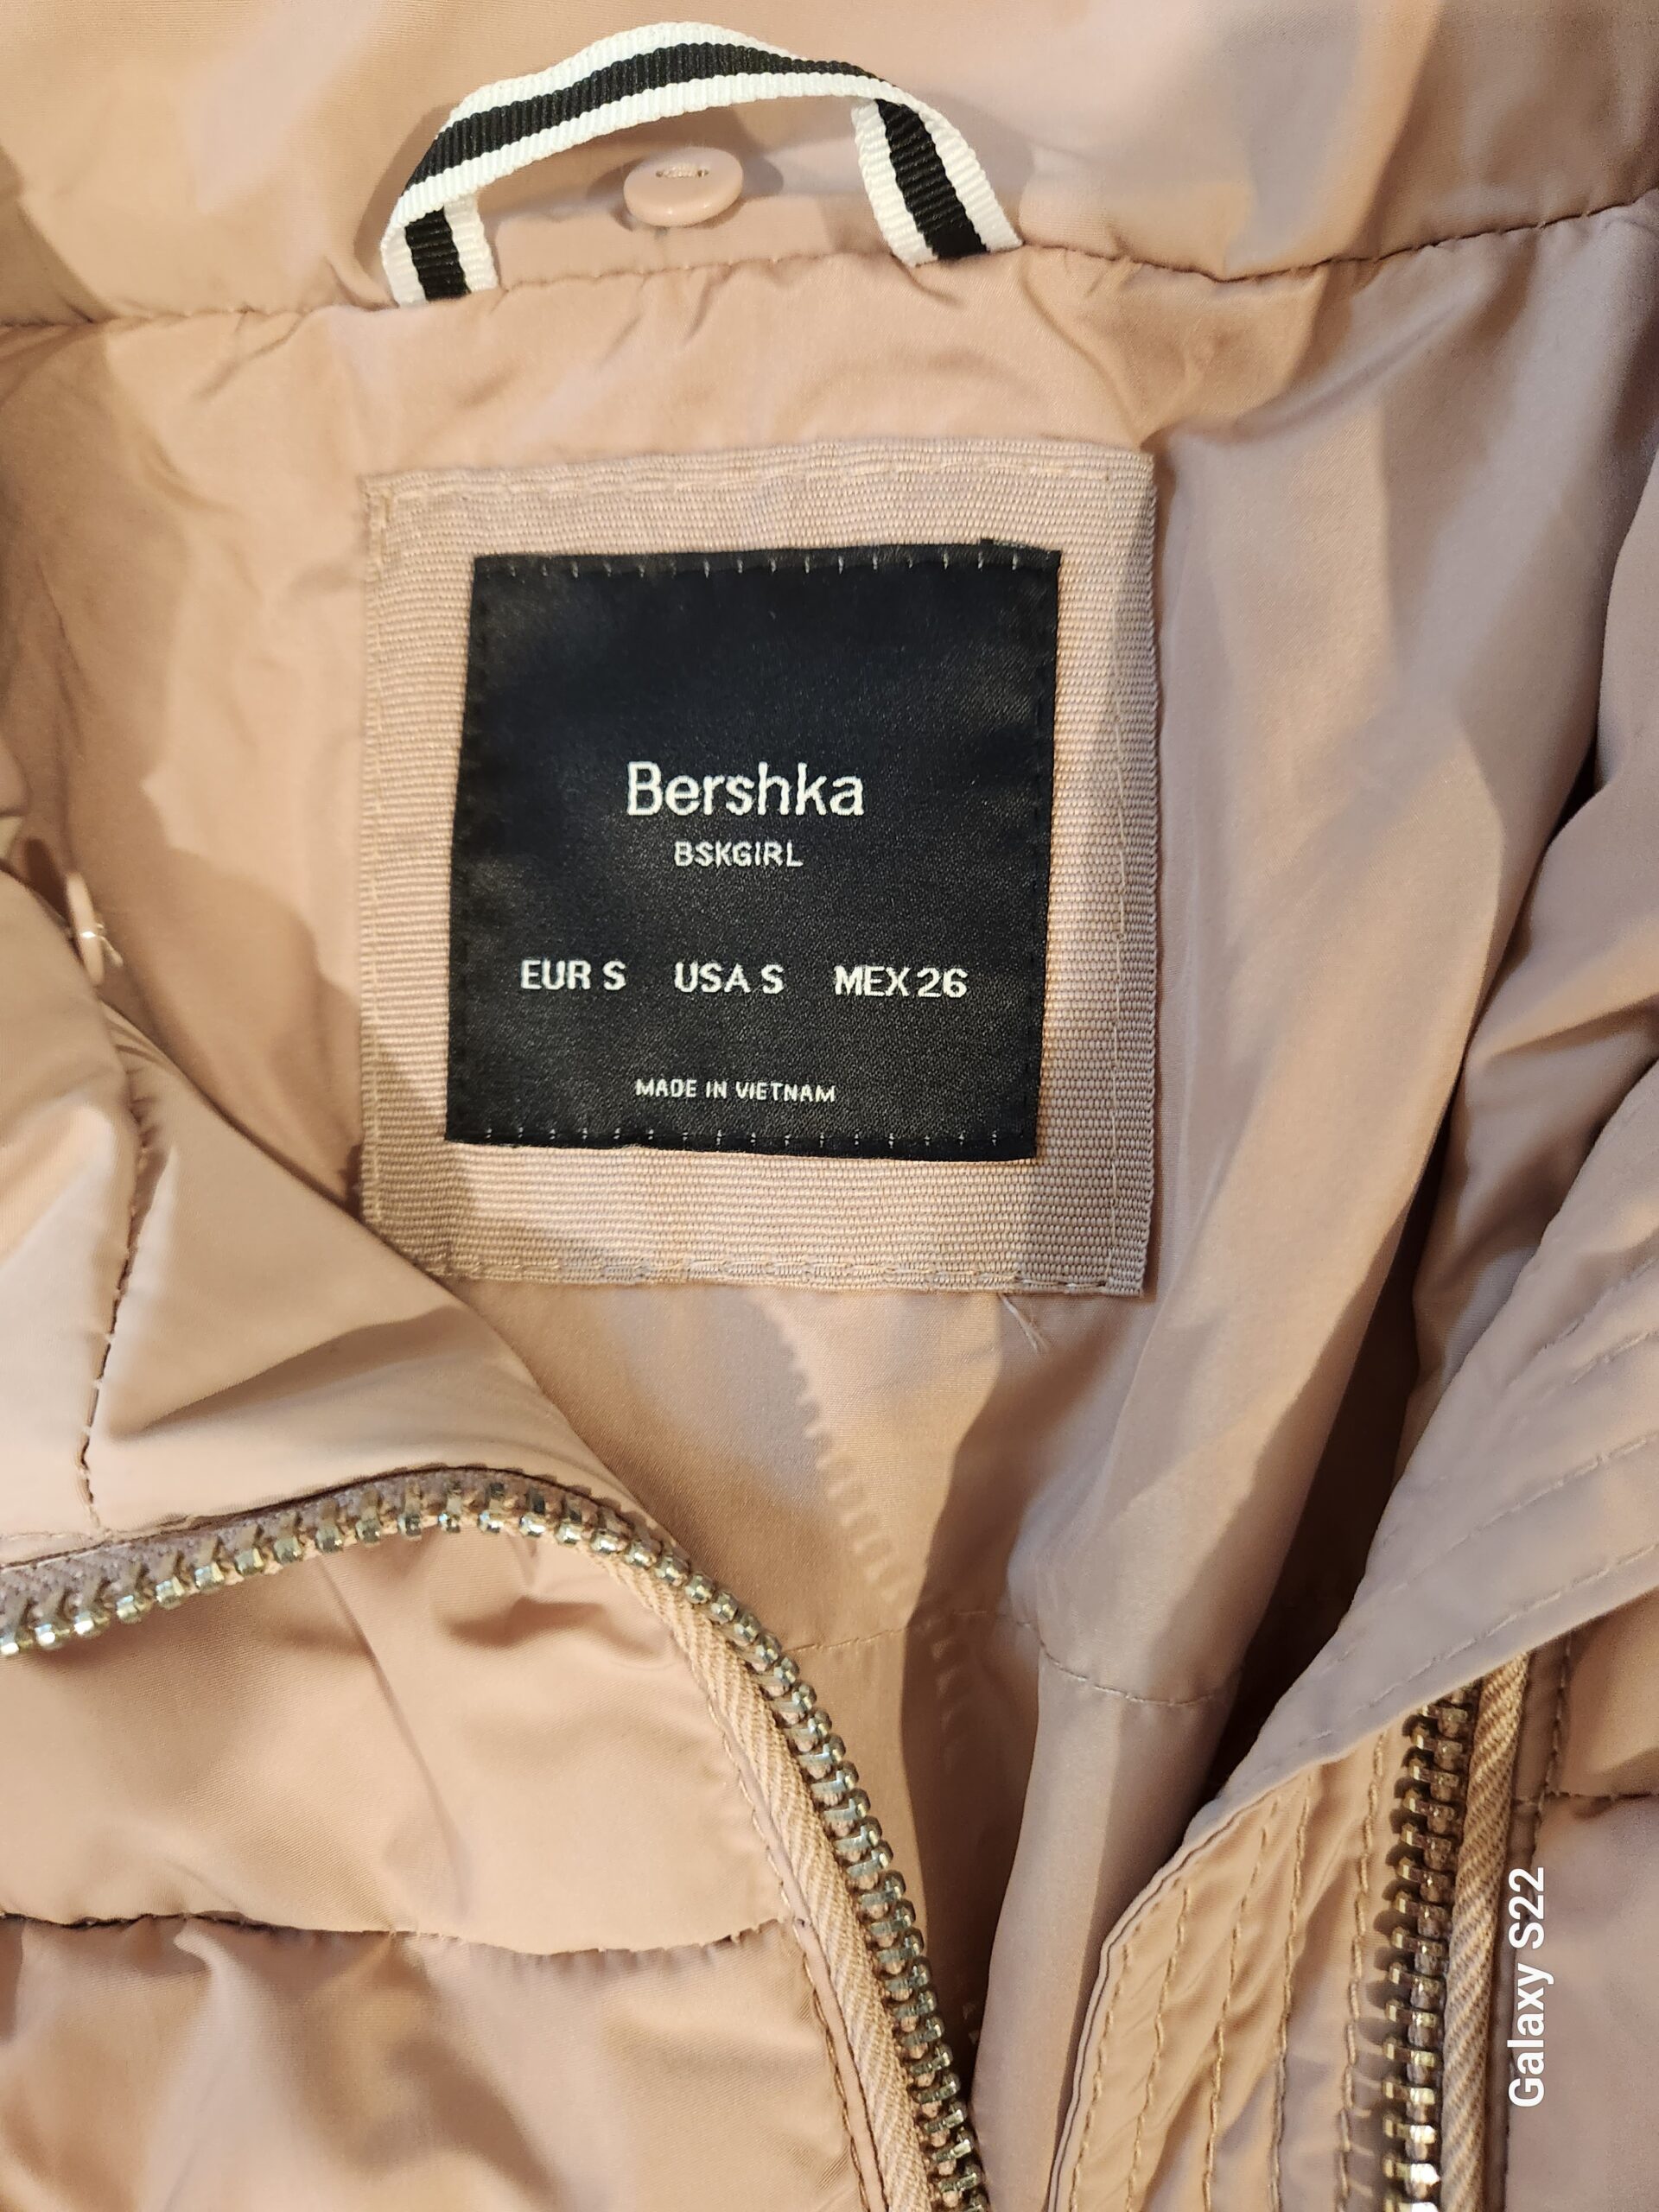 Bershka
BSKGIRL
EUR S USA S MEX 26
MADE IN VIETNAM
Galaxy S22